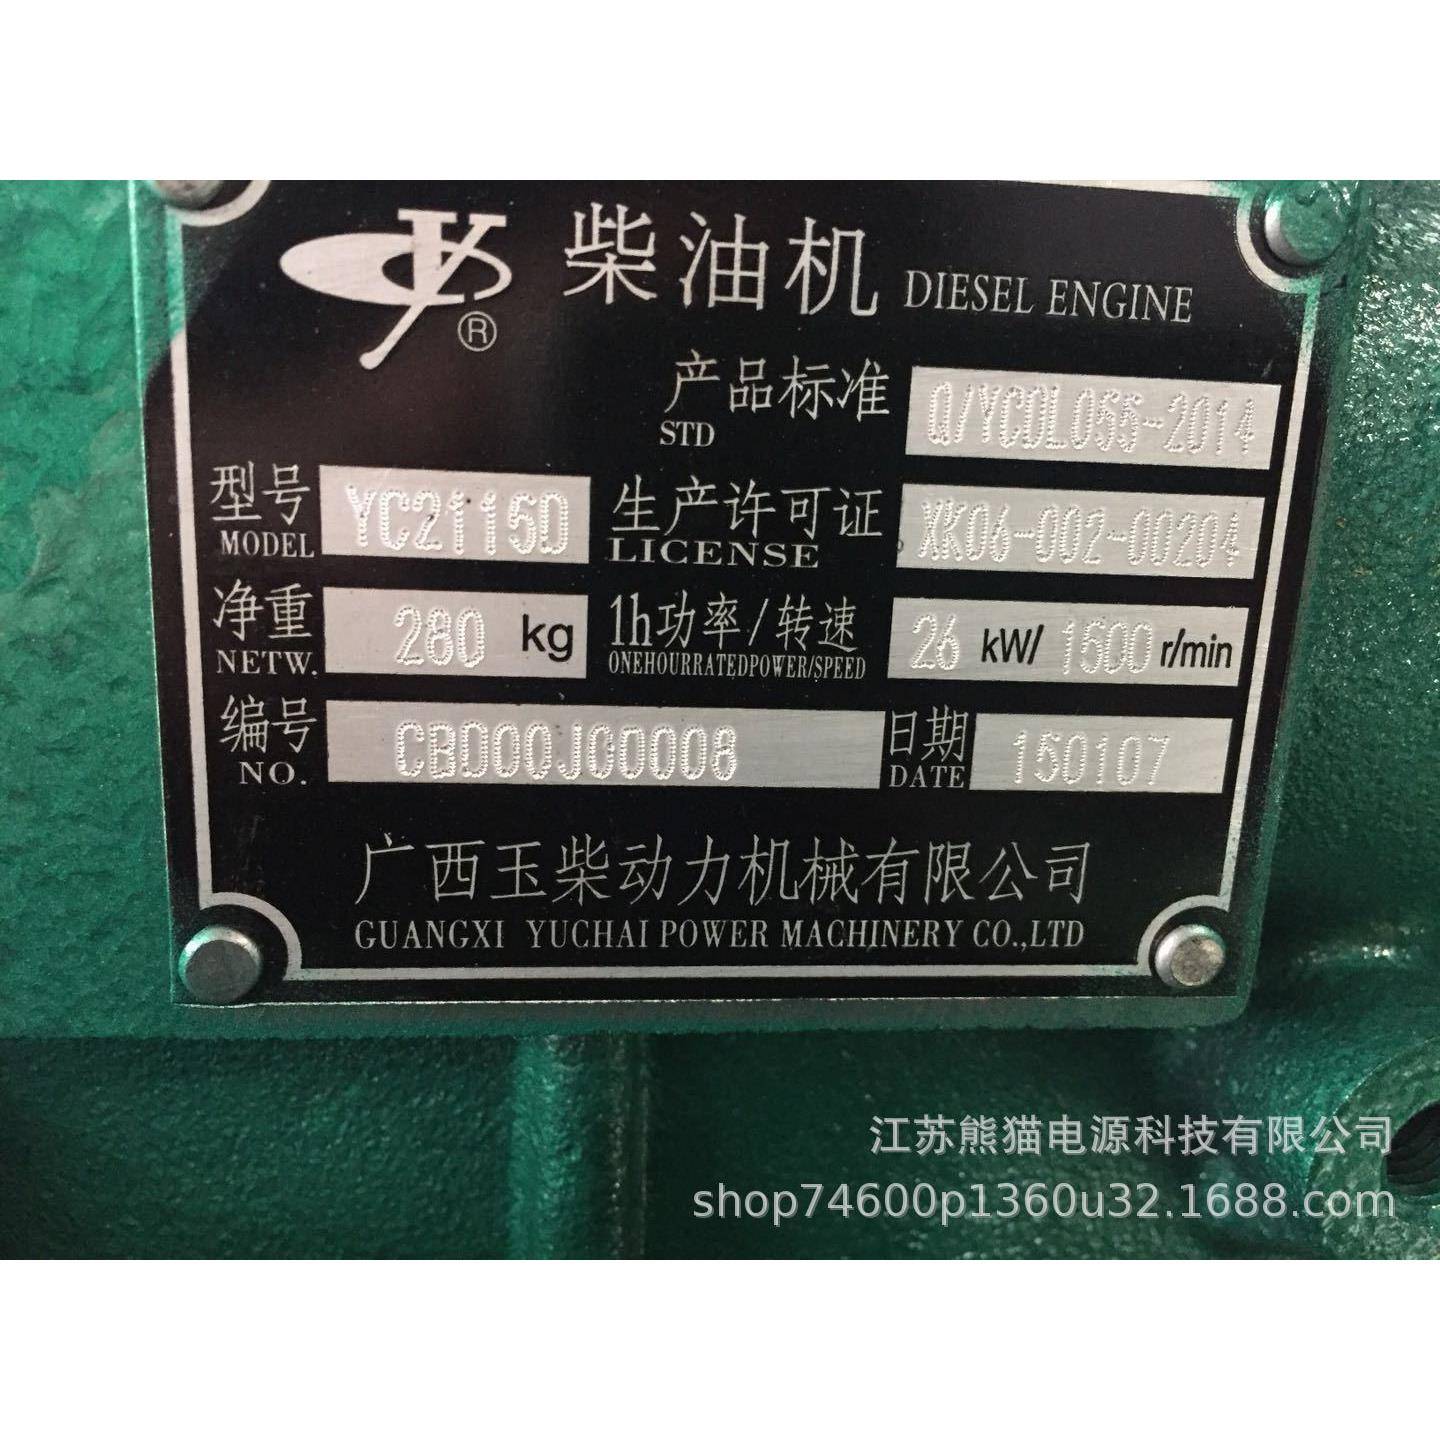 柴油机 DIESEL ENGINE
®
产品标准 Q/YCDL055-2014
STD
型号 YC2115D 生产许可证 XK06-002-00204
MODEL LICENSE
净重 280 kg 1h功率/转速 26 kW/ 1500 r/min
NETW. ONEHOURRATEDPOWER/SPEED
编号 CBD00J00008 日期 150107
NO. DATE
广西玉柴动力机械有限公司
GUANGXI YUCHAI POWER MACHINERY CO.,LTD
江苏熊猫电源科技有限公司
shop74600p1360u32.1688.com